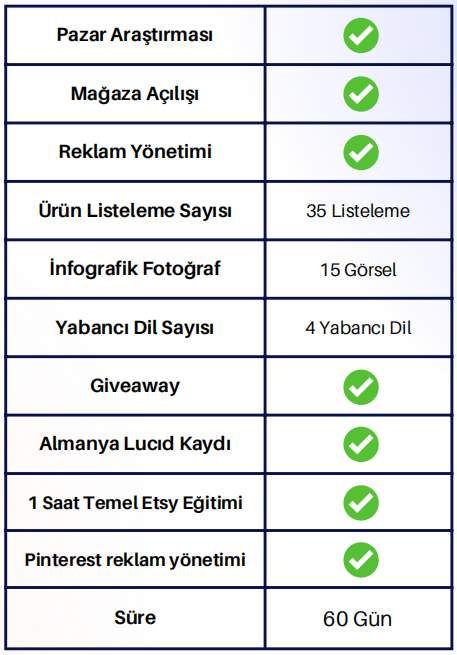 Pazar Araştırması
Mağaza Açılışı
Reklam Yönetimi
Ürün Listeleme Sayısı 35 Listeleme
İnfografik Fotoğraf 15 Görsel
Yabancı Dil Sayısı 4 Yabancı Dil
Giveaway
Almanya Lucıd Kaydı
1 Saat Temel Etsy Eğitimi
Pinterest reklam yönetimi
Süre 60 Gün